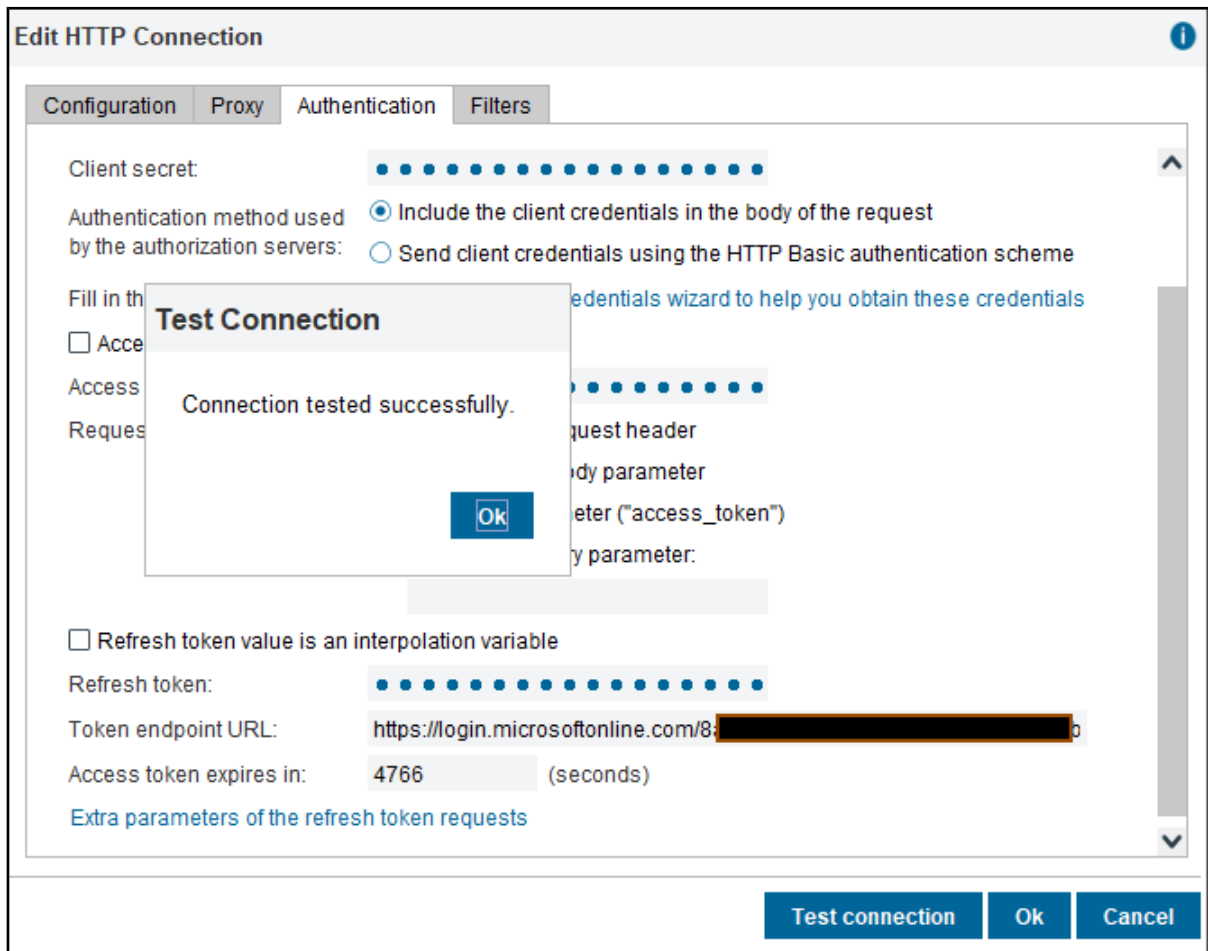 Edit HTTP Connection
Configuration Proxy Authentication Filters
Client secret:
Authentication method used
by the authorization servers:
Include the client credentials in the body of the request
Send client credentials using the HTTP Basic authentication scheme
Fill in th
edentials wizard to help you obtain these credentials
Test Connection
Acce
Access
Connection tested successfully.
Reques
quest header
dy parameter
Ok
eter ("access_token")
y parameter:
Refresh token value is an interpolation variable
Refresh token:
Token endpoint URL: https://login.microsoftonline.com/8
Access token expires in: 4766 (seconds)
Extra parameters of the refresh token requests
Test connection Ok Cancel